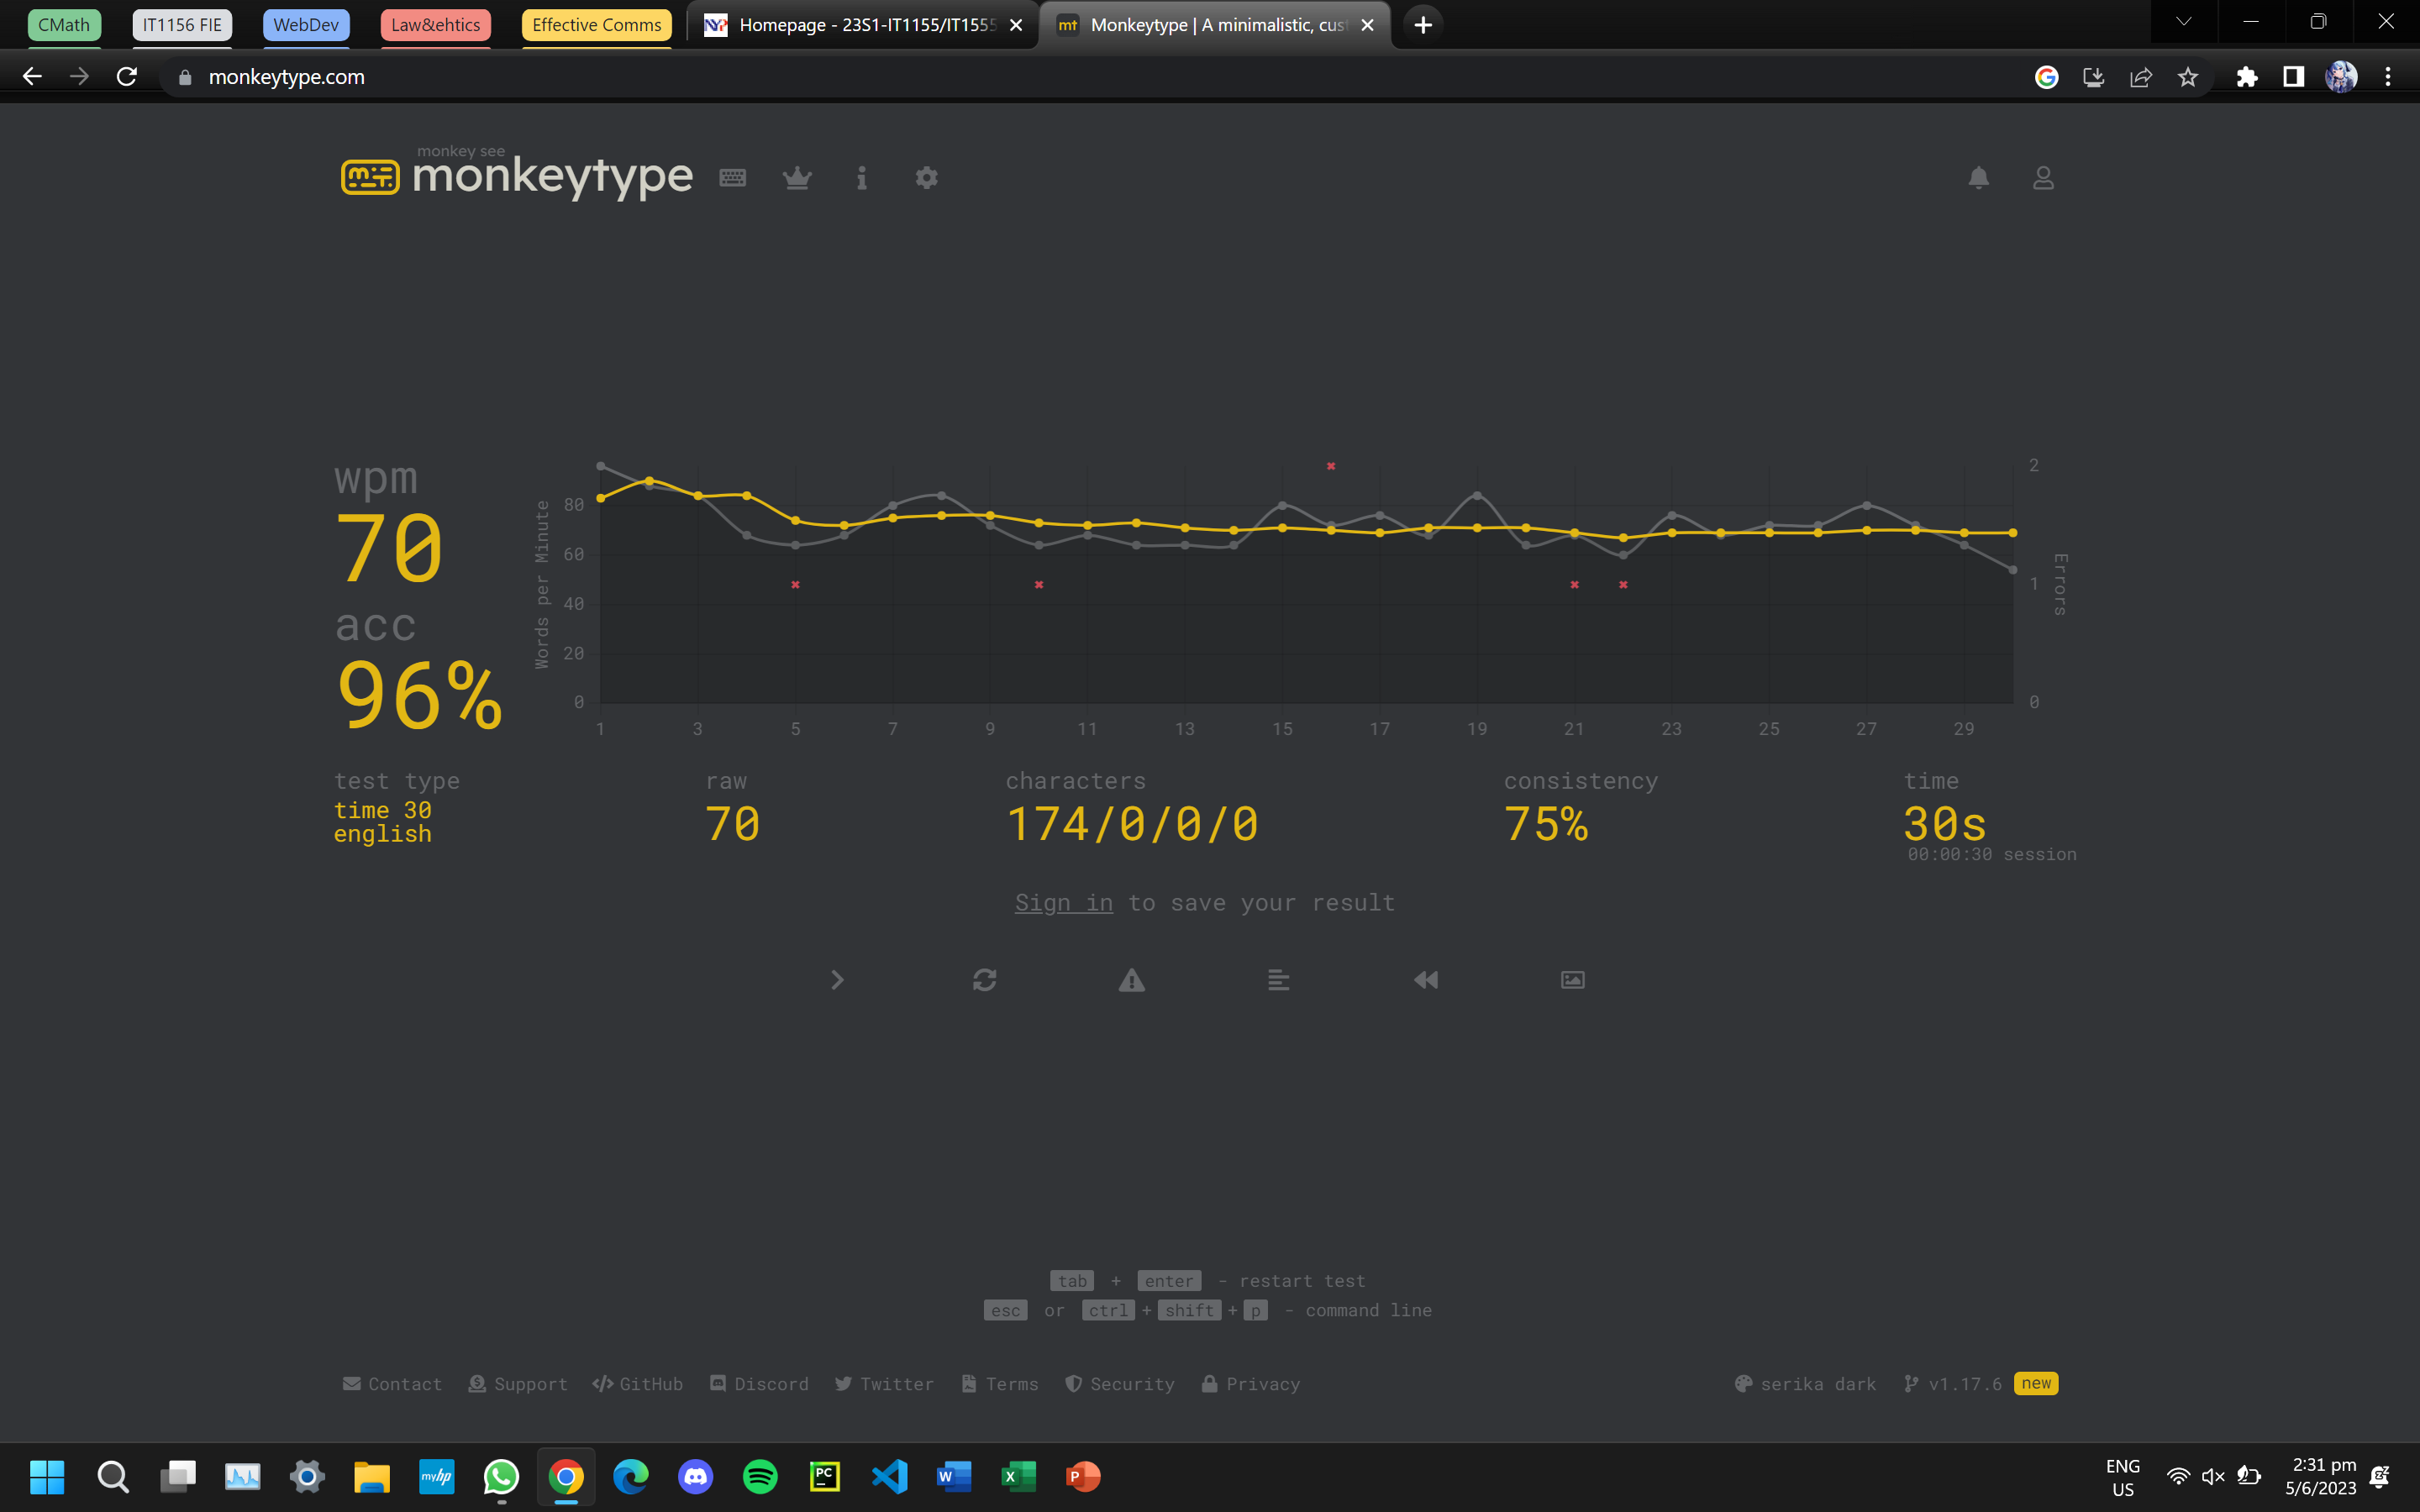 CMath IT1156 FIE WebDev Law&ehtics Effective Comms Homepage - 23S1-IT1155/IT1555 Monkeytype | A minimalistic, cust
monkeytype.com
monkey see
monkeytype
wpm
70
acc
96%
Words per Minute
80
60
40
20
0
1 3 5 7 9 11 13 15 17 19 21 23 25 27 29
2
1
0
Errors
test type
time 30
english
raw
70
characters
174/0/0/0
consistency
75%
time
30s
00:00:30 session
Sign in to save your result
tab + enter - restart test
esc or ctrl + shift + p - command line
Contact Support GitHub Discord Twitter Terms Security Privacy serika dark v1.17.6 new
ENG
US
2:31 pm
5/6/2023